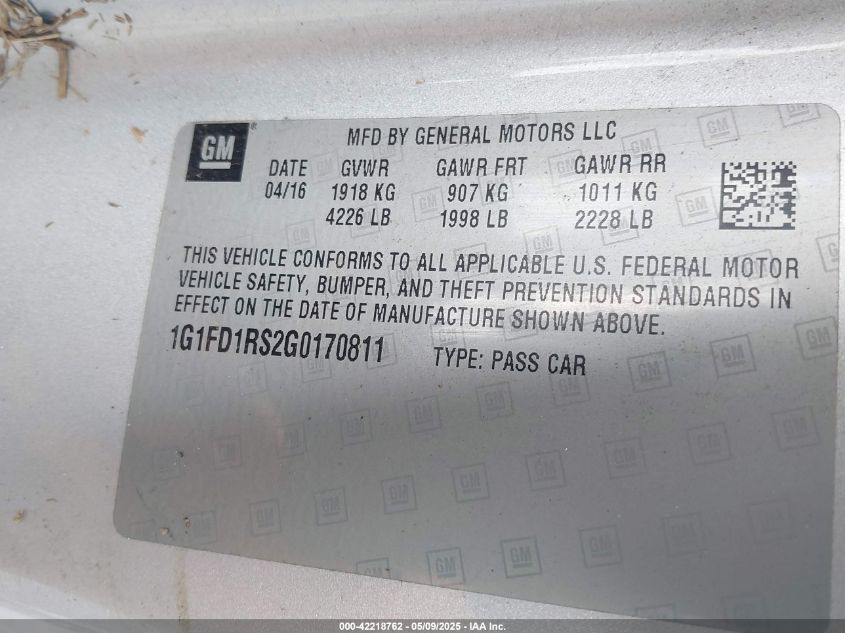 GM
MFD BY GENERAL MOTORS LLC
DATE GVWR GAWR FRT GAWR RR
04/16 1918 KG 907 KG 1011 KG
4226 LB 1998 LB 2228 LB
THIS VEHICLE CONFORMS TO ALL APPLICABLE U.S. FEDERAL MOTOR
VEHICLE SAFETY, BUMPER, AND THEFT PREVENTION STANDARDS IN
EFFECT ON THE DATE OF MANUFACTURE SHOWN ABOVE.
1G1FD1RS2G0170811 TYPE: PASS CAR
000-42218762 - 05/09/2025 - IAA Inc.